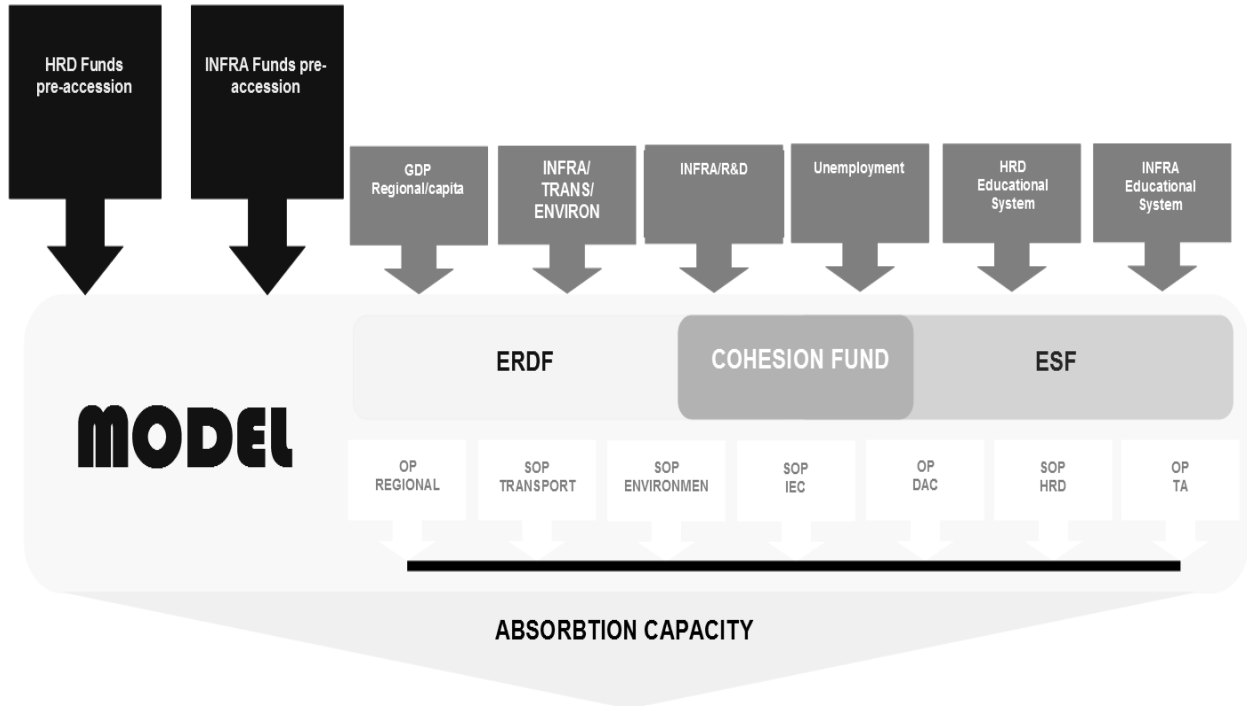 HRD Funds
pre-accession
INFRA Funds pre-
accession
GDP
Regional/capita
INFRA/
TRANS/
ENVIRON
INFRA/R&D
Unemployment
HRD
Educational
System
INFRA
Educational
System
ERDF
COHESION FUND
ESF
MODEL
OP
REGIONAL
SOP
TRANSPORT
SOP
ENVIRONMEN
SOP
IEC
OP
DAC
SOP
HRD
OP
TA
ABSORBTION CAPACITY